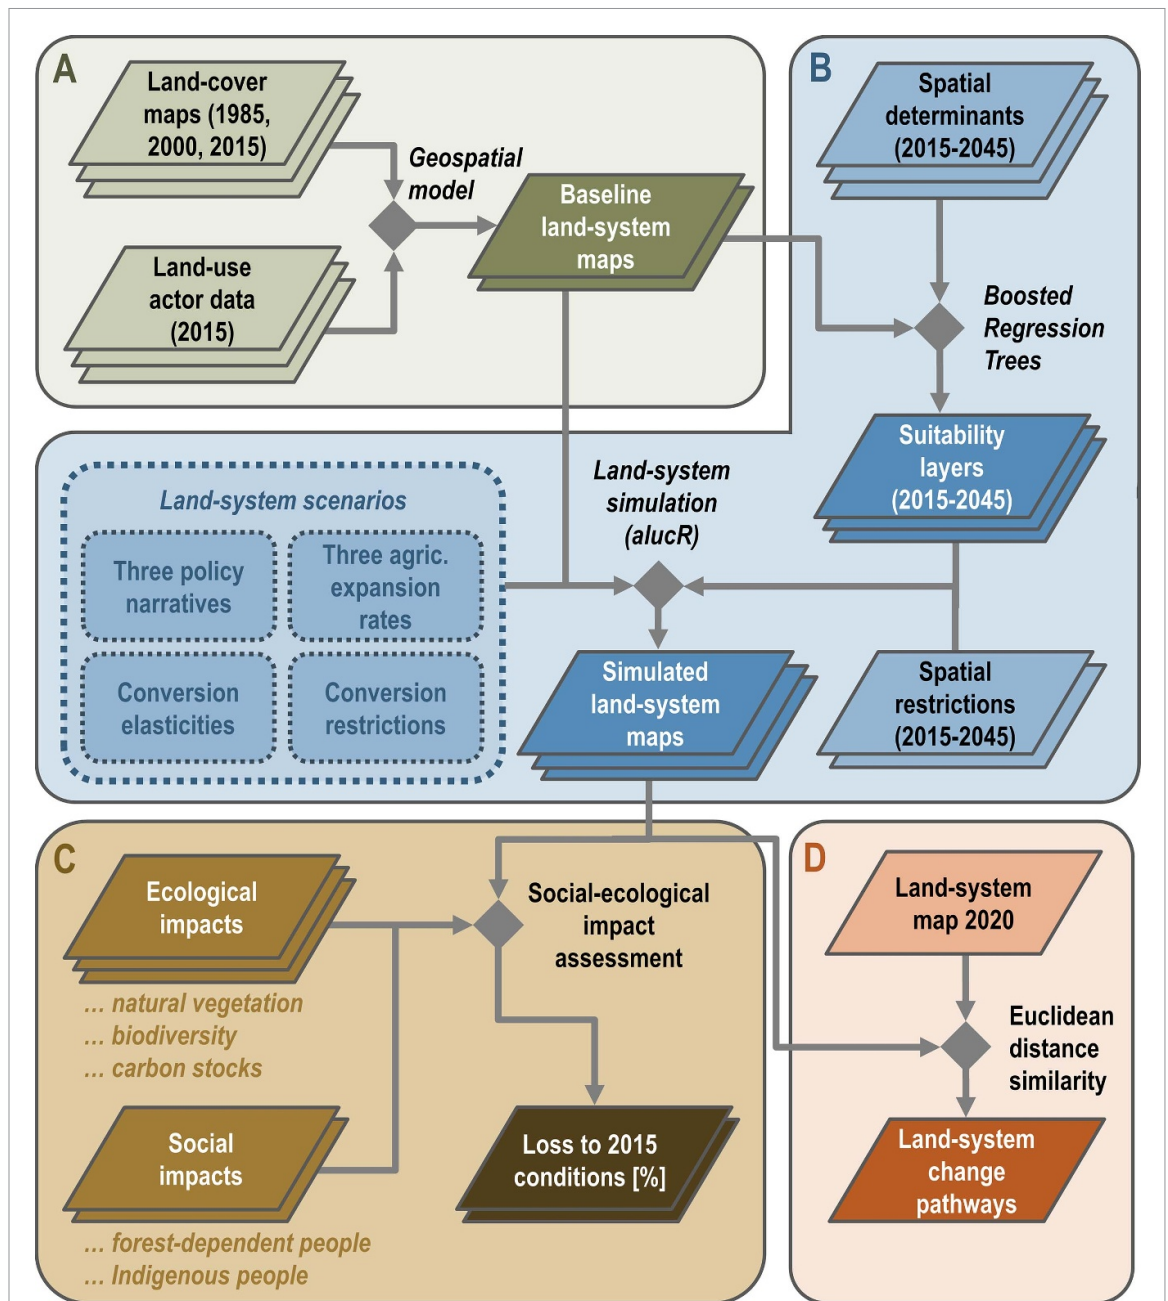 A
Land-cover
maps (1985,
2000, 2015)
Geospatial
model
Land-use
actor data
(2015)
Baseline
land-system
maps
B
Spatial
determinants
(2015-2045)
Boosted
Regression
Trees
Suitability
layers
(2015-2045)
Land-system scenarios
Three policy
narratives
Three agric.
expansion
rates
Conversion
elasticities
Conversion
restrictions
Land-system
simulation
(alucR)
Simulated
land-system
maps
Spatial
restrictions
(2015-2045)
C
Ecological
impacts
... natural vegetation
... biodiversity
... carbon stocks
Social-ecological
impact
assessment
Social
impacts
... forest-dependent people
... Indigenous people
Loss to 2015
conditions [%]
D
Land-system
map 2020
Euclidean
distance
similarity
Land-system
change
pathways